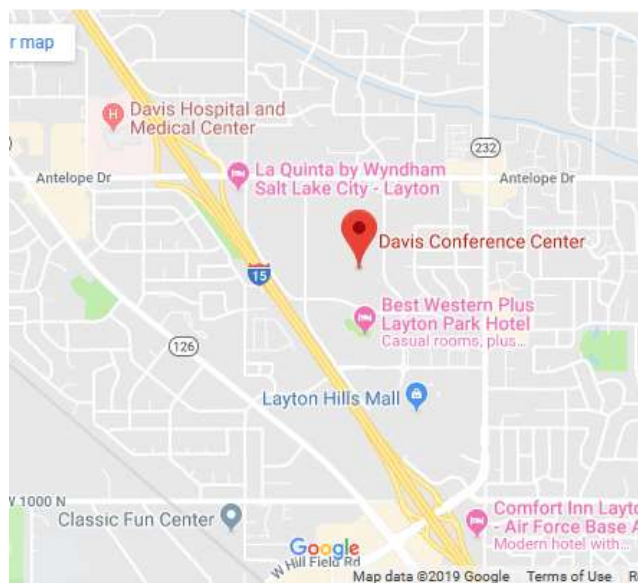 r map
Davis Hospital and
Medical Center
232
Antelope Dr
La Quinta by Wyndham
Salt Lake City - Layton
Antelope Dr
Davis Conference Center
15
Best Western Plus
Layton Park Hotel
Casual rooms, plus...
126
Layton Hills Mall
W 1000 N
Classic Fun Center
Comfort Inn Layto
- Air Force Base A
Modern hotel with...
Google
W Hill Field Rd
Map data ©2019 Google Terms of Use R
H